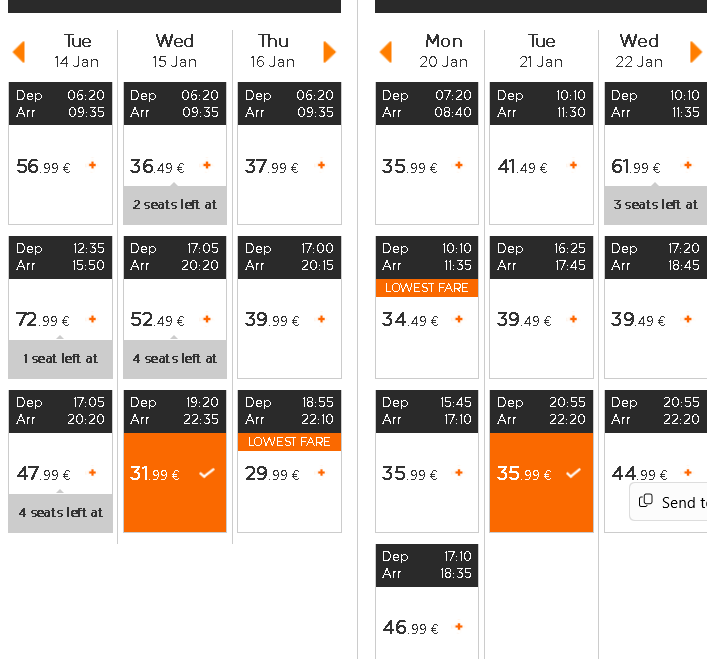 Tue
14 Jan
Wed
15 Jan
Thu
16 Jan
Dep 06:20
Arr 09:35
56.99 €
Dep 06:20
Arr 09:35
36.49 €
2 seats left at
Dep 06:20
Arr 09:35
37.99 €
Dep 12:35
Arr 15:50
72.99 €
1 seat left at
Dep 17:05
Arr 20:20
52.49 €
4 seats left at
Dep 17:00
Arr 20:15
39.99 €
Dep 17:05
Arr 20:20
47.99 €
4 seats left at
Dep 19:20
Arr 22:35
31.99 €
Dep 18:55
Arr 22:10
LOWEST FARE
29.99 €
Mon
20 Jan
Tue
21 Jan
Wed
22 Jan
Dep 07:20
Arr 08:40
35.99 €
Dep 10:10
Arr 11:30
41.49 €
Dep 10:10
Arr 11:35
61.99 €
3 seats left at
Dep 10:10
Arr 11:35
LOWEST FARE
34.49 €
Dep 16:25
Arr 17:45
39.49 €
Dep 17:20
Arr 18:45
39.49 €
Dep 15:45
Arr 17:10
35.99 €
Dep 20:55
Arr 22:20
35.99 €
Dep 20:55
Arr 22:20
44.99 €
Send to
Dep 17:10
Arr 18:35
46.99 €